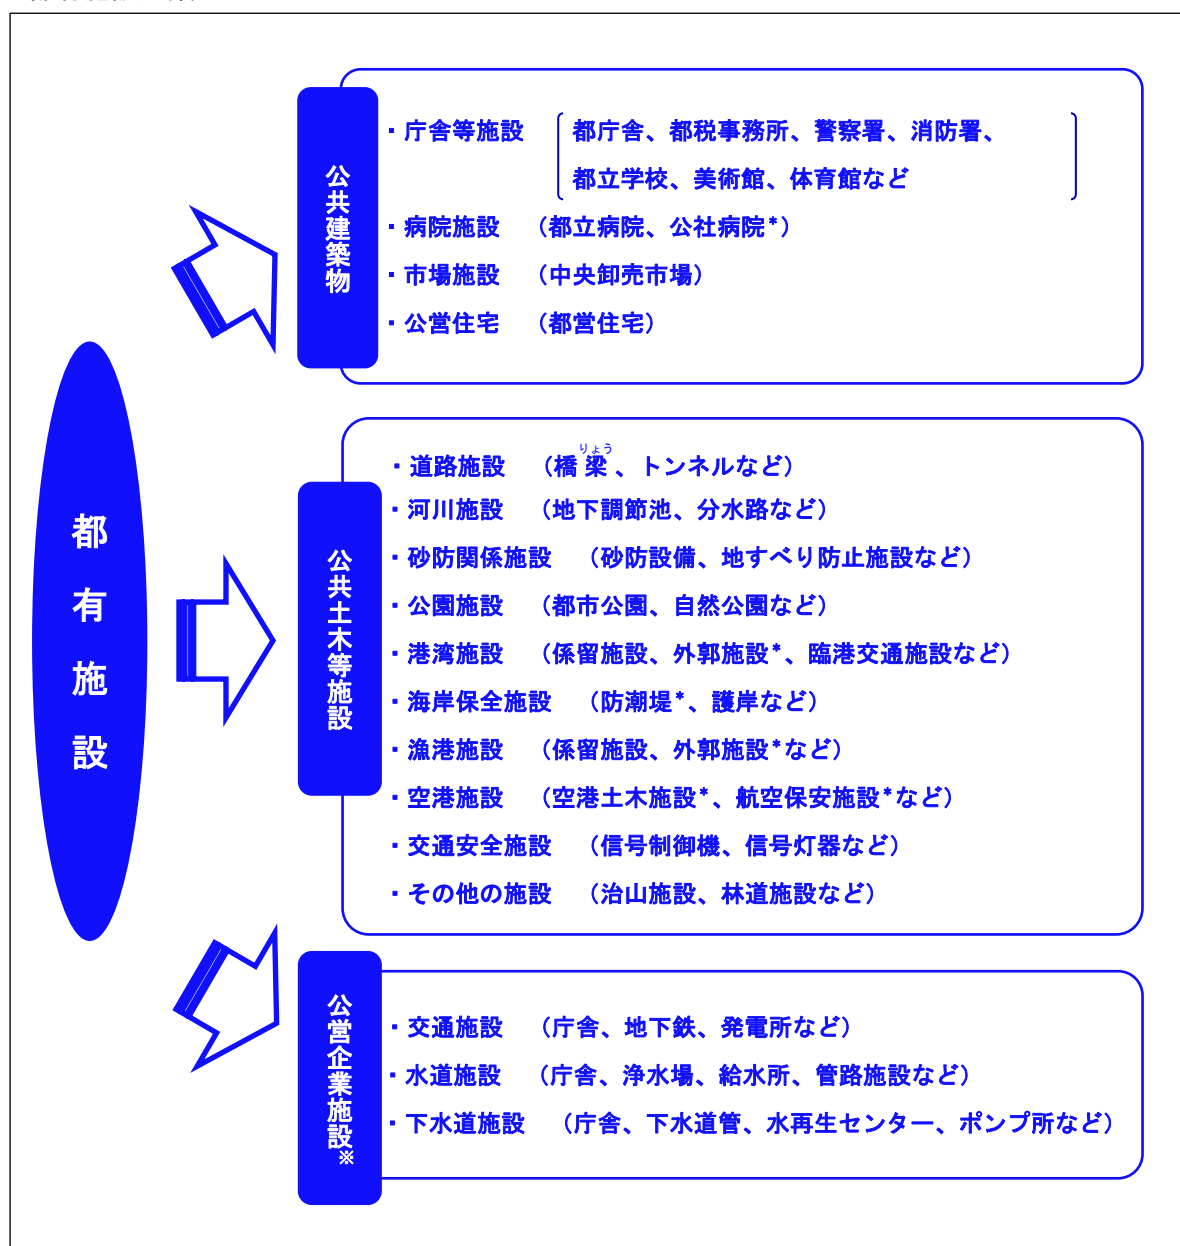 都有施設
公共建築物
・庁舎等施設 都庁舎、都税事務所、警察署、消防署、
都立学校、美術館、体育館など
・病院施設 （都立病院、公社病院*）
・市場施設 （中央卸売市場）
・公営住宅 （都営住宅）
公共土木等施設
りょう
・道路施設 （橋梁、トンネルなど）
・河川施設 （地下調節池、分水路など）
・砂防関係施設 （砂防設備、地すべり防止施設など）
・公園施設 （都市公園、自然公園など）
・港湾施設 （係留施設、外郭施設*、臨港交通施設など）
・海岸保全施設 （防潮堤*、護岸など）
・漁港施設 （係留施設、外郭施設*など）
・空港施設 （空港土木施設*、航空保安施設*など）
・交通安全施設 （信号制御機、信号灯器など）
・その他の施設 （治山施設、林道施設など）
公営企業施設※
・交通施設 （庁舎、地下鉄、発電所など）
・水道施設 （庁舎、浄水場、給水所、管路施設など）
・下水道施設 （庁舎、下水道管、水再生センター、ポンプ所など）